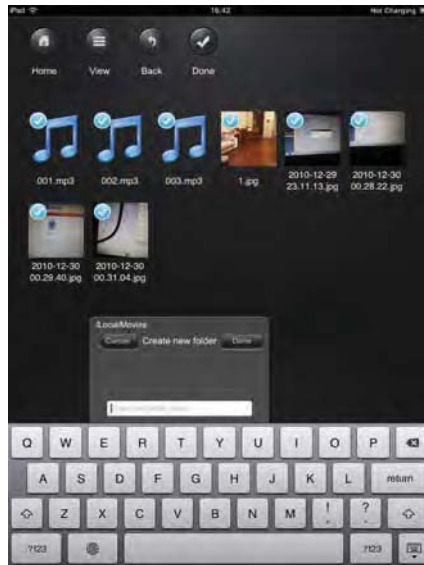 iPad 16:42 Not Charging
Home View Back Done
001.mp3 002.mp3 003.mp3 1.jpg 2010-12-29 23.11.13.jpg 2010-12-30 00.28.22.jpg
2010-12-30 00.29.40.jpg 2010-12-30 00.31.04.jpg
/Local/Movies
Cancel Create new folder Done
Q W E R T Y U I O P
A S D F G H J K L return
Z X C V B N M ! , ? .
.?123 .?123